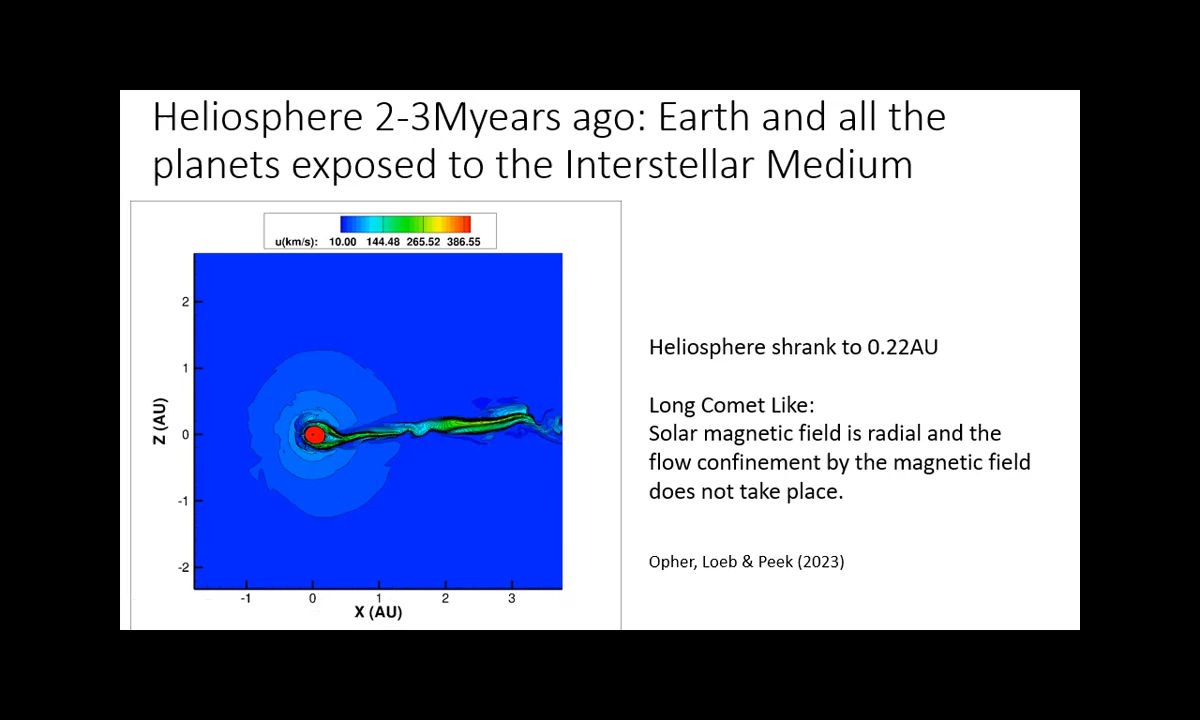 Heliosphere 2-3Myears ago: Earth and all the
planets exposed to the Interstellar Medium
u(km/s): 10.00 144.48 265.52 386.55
2
1
0
-1
-2
Z (AU)
-1 0 1 2 3
X (AU)
Heliosphere shrank to 0.22AU
Long Comet Like:
Solar magnetic field is radial and the
flow confinement by the magnetic field
does not take place.
Opher, Loeb & Peek (2023)